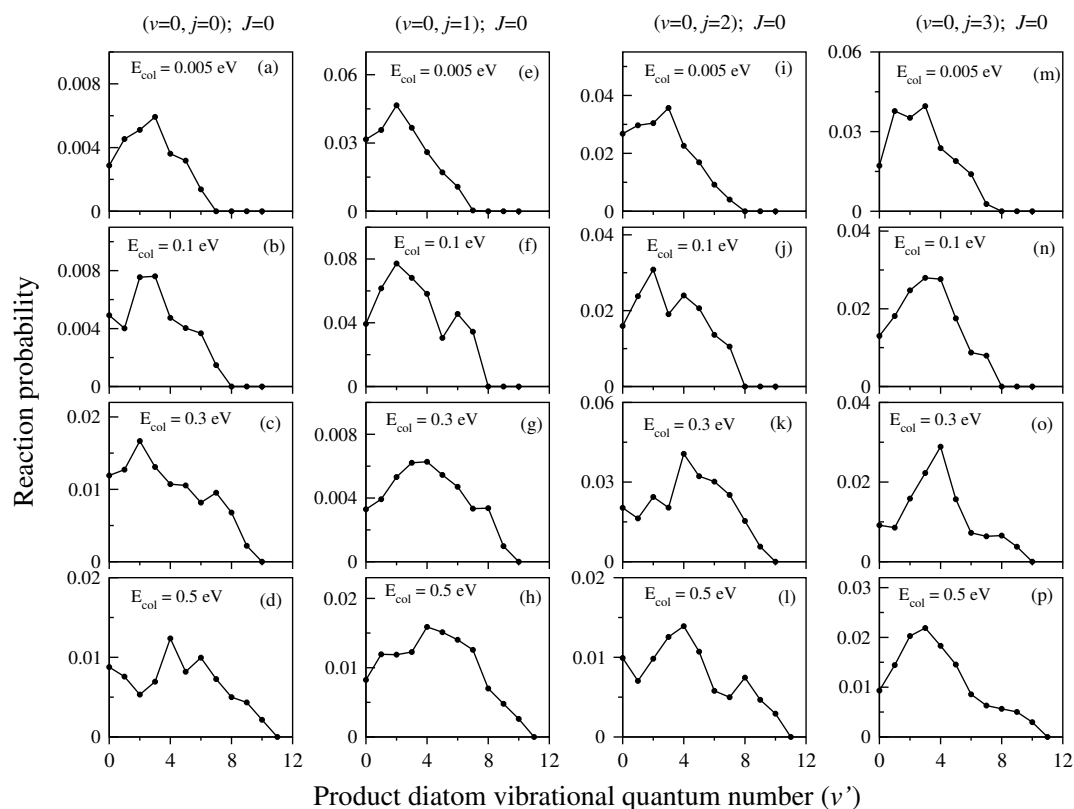 (v=0, j=0); J=0
(v=0, j=1); J=0
(v=0, j=2); J=0
(v=0, j=3); J=0
E_col = 0.005 eV (a)
0.008
0.004
0
E_col = 0.005 eV (e)
0.06
0.03
0
E_col = 0.005 eV (i)
0.04
0.02
0
E_col = 0.005 eV (m)
0.06
0.03
0
E_col = 0.1 eV (b)
0.008
0.004
0
E_col = 0.1 eV (f)
0.08
0.04
0
E_col = 0.1 eV (j)
0.04
0.02
0
E_col = 0.1 eV (n)
0.04
0.02
0
E_col = 0.3 eV (c)
0.02
0.01
0
E_col = 0.3 eV (g)
0.008
0.004
0
E_col = 0.3 eV (k)
0.06
0.03
0
E_col = 0.3 eV (o)
0.04
0.02
0
E_col = 0.5 eV (d)
0.02
0.01
0
0 4 8 12
E_col = 0.5 eV (h)
0.02
0.01
0
0 4 8 12
E_col = 0.5 eV (l)
0.02
0.01
0
0 4 8 12
E_col = 0.5 eV (p)
0.03
0.02
0.01
0
0 4 8 12
Reaction probability
Product diatom vibrational quantum number (v’)